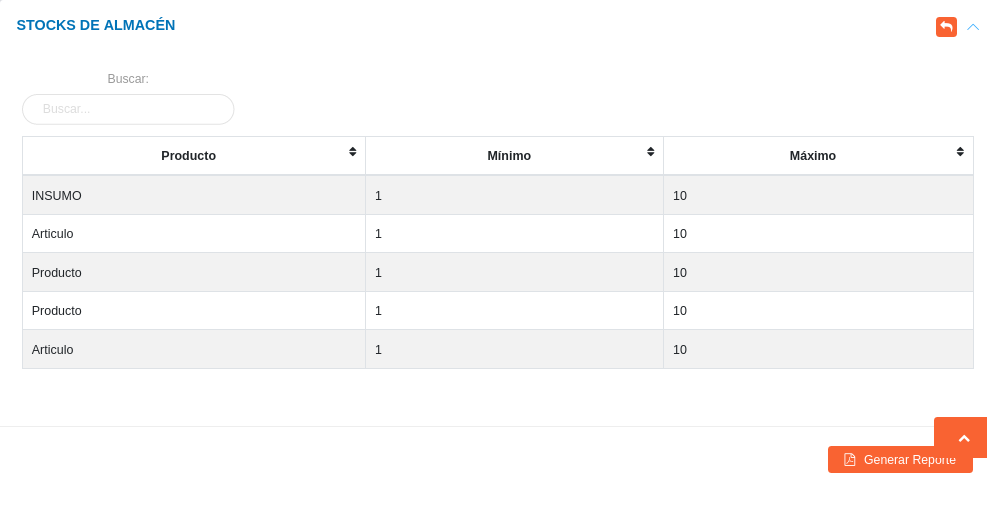 STOCKS DE ALMACÉN
Buscar:
Buscar...
Producto Mínimo Máximo
INSUMO 1 10
Articulo 1 10
Producto 1 10
Producto 1 10
Articulo 1 10
Generar Reporte